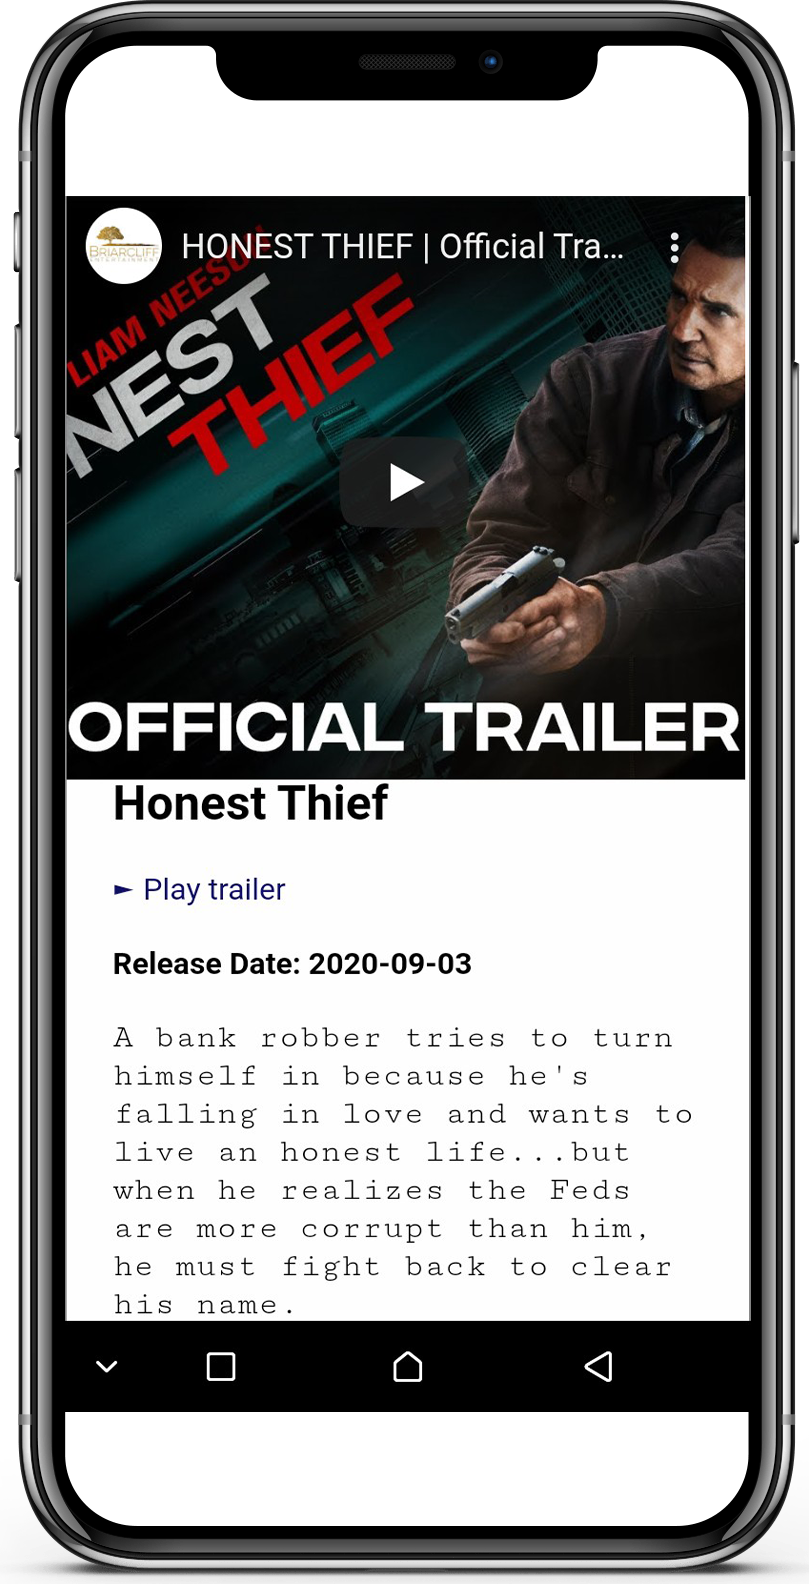 BRIARCLIFF
ENTERTAINMENT
HONEST THIEF | Official Tra...
LIAM NEESON
NEST
THIEF
OFFICIAL TRAILER
Honest Thief
► Play trailer
Release Date: 2020-09-03
A bank robber tries to turn
himself in because he's
falling in love and wants to
live an honest life...but
when he realizes the Feds
are more corrupt than him,
he must fight back to clear
his name.